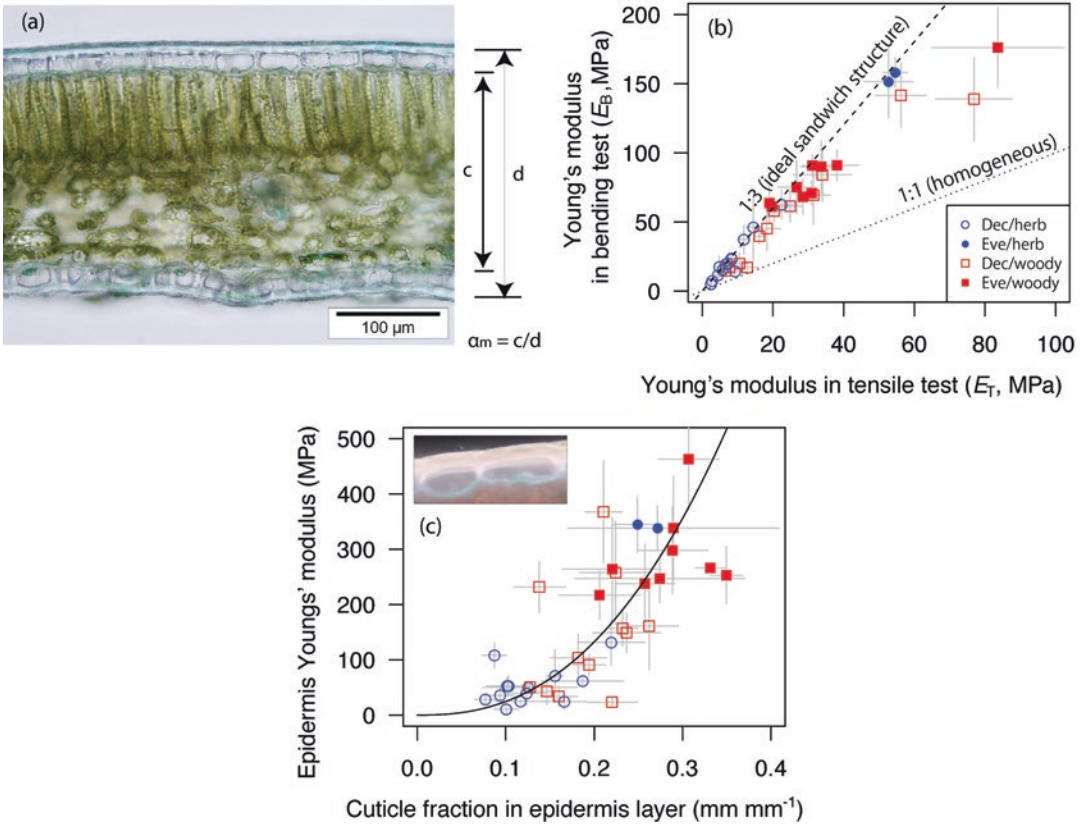 (a)
c
d
100 µm
αm = c/d
(b)
Young's modulus
in bending test (EB, MPa)
200
150
100
50
0
1:3 (ideal sandwich structure)
1:1 (homogeneous)
Dec/herb
Eve/herb
Dec/woody
Eve/woody
0 20 40 60 80 100
Young's modulus in tensile test (ET, MPa)
(c)
Epidermis Youngs' modulus (MPa)
500
400
300
200
100
0
0.0 0.1 0.2 0.3 0.4
Cuticle fraction in epidermis layer (mm mm⁻¹)